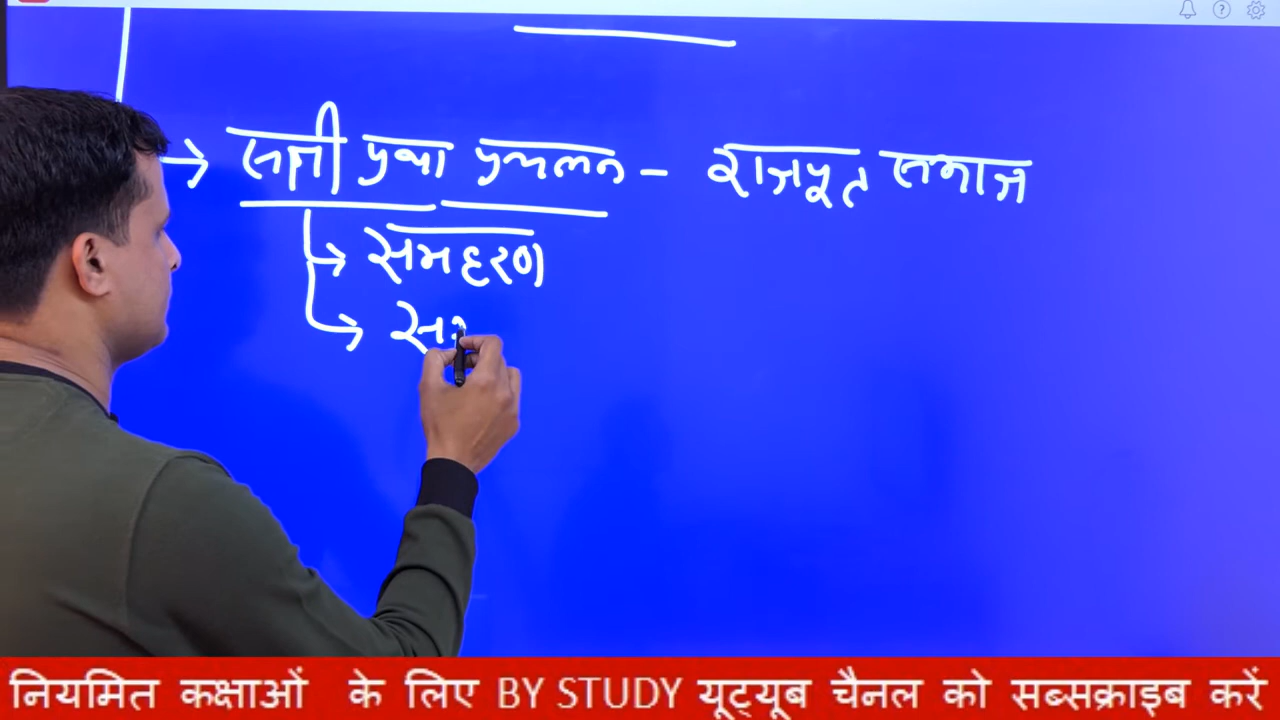 → सती प्रथा प्रचलन - राजपूत समाज
→ समहरण
→ स
नियमित कक्षाओं के लिए BY STUDY यूट्यूब चैनल को सब्सक्राइब करें